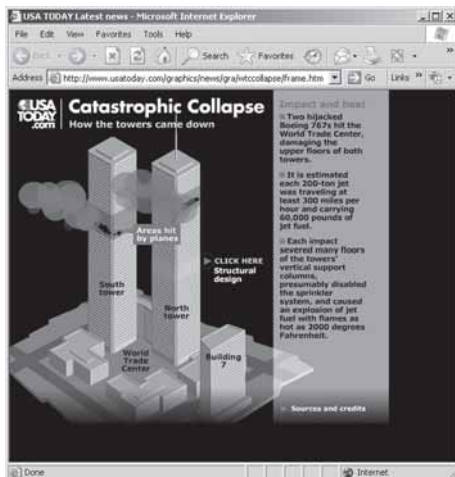 USA TODAY Latest news - Microsoft Internet Explorer
File Edit View Favorites Tools Help
Back Search Favorites
Address http://www.usatoday.com/graphics/news/gra/wtccollapse/frame.htm Go Links »
USA
TODAY
.com
Catastrophic Collapse
How the towers came down
Areas hit
by planes
South
tower
North
tower
CLICK HERE
Structural
design
World
Trade
Center
Building
7
Impact and heat
Two hijacked
Boeing 767s hit the
World Trade Center,
damaging the
upper floors of both
towers.
It is estimated
each 200-ton jet
was traveling at
least 300 miles per
hour and carrying
60,000 pounds of
jet fuel.
Each impact
severed many floors
of the towers'
vertical support
columns,
presumably disabled
the sprinkler
system, and caused
an explosion of jet
fuel with flames as
hot as 2000 degrees
Fahrenheit.
Sources and credits
Done Internet